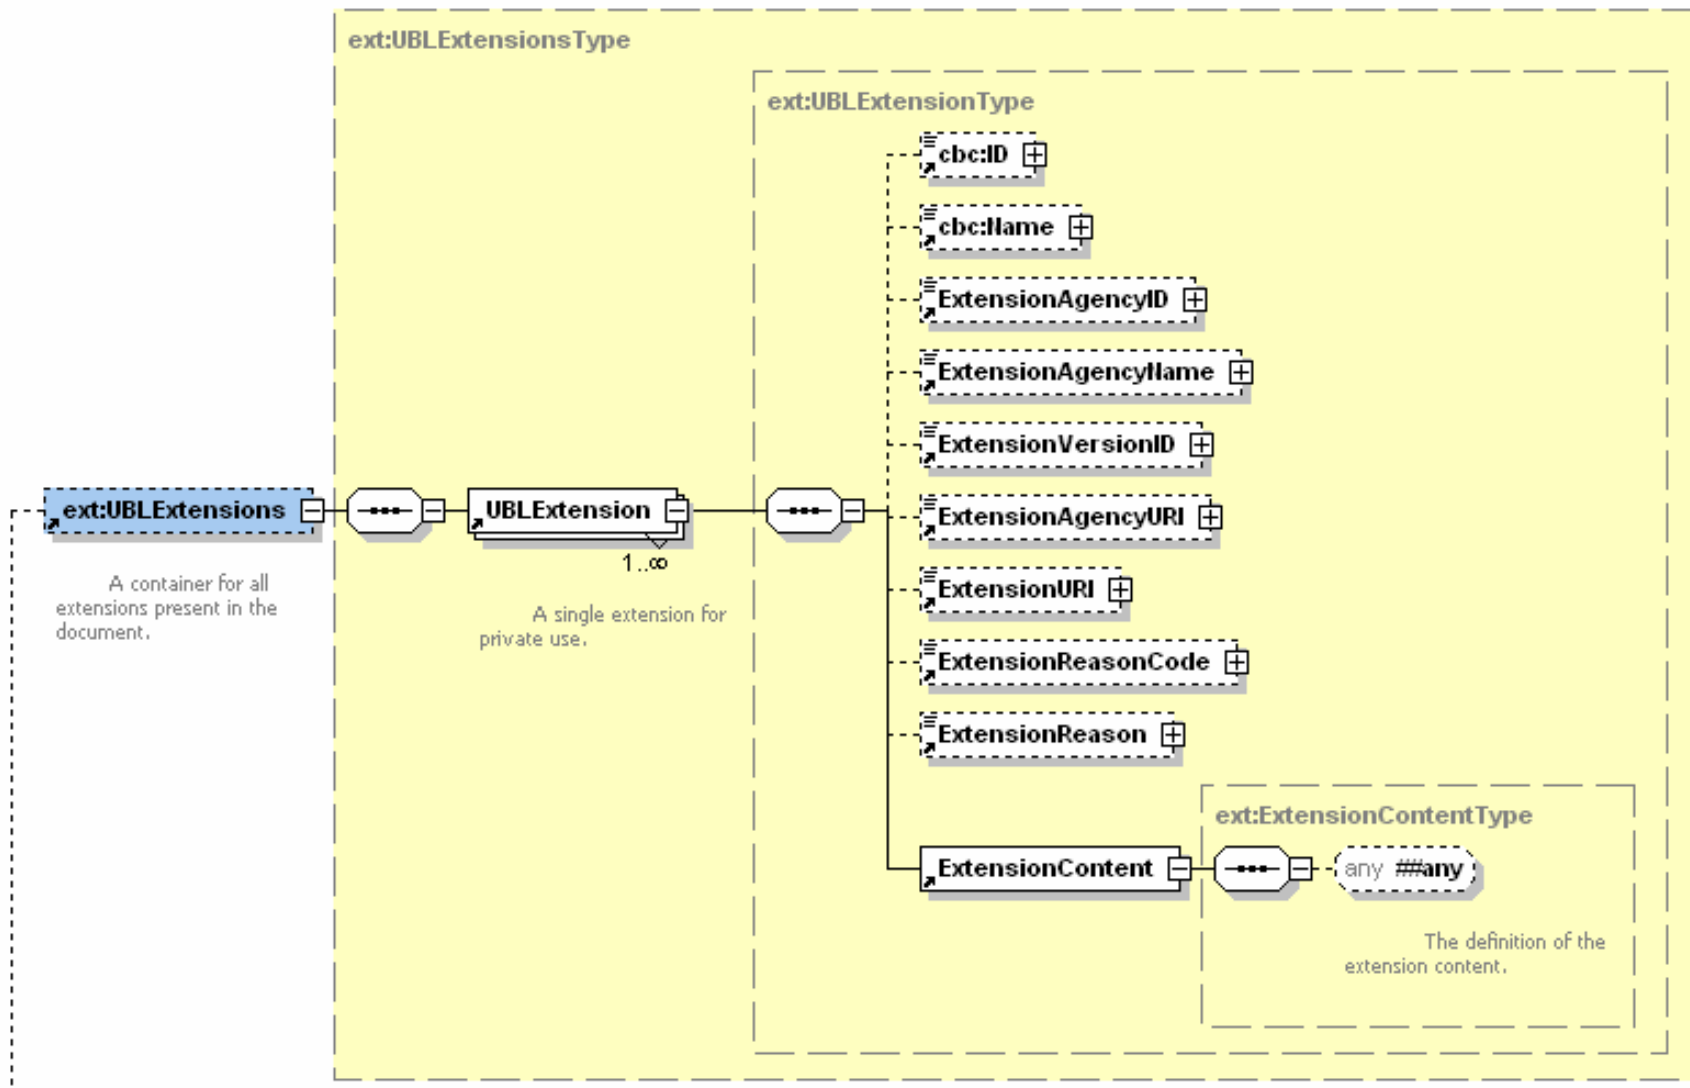 ext:UBLExtensionsType
ext:UBLExtensionType
cbc:ID
cbc:Name
ExtensionAgencyID
ExtensionAgencyName
ExtensionVersionID
ext:UBLExtensions
UBLExtension
ExtensionAgencyURI
1..∞
A container for all
extensions present in the
document.
A single extension for
private use.
ExtensionURI
ExtensionReasonCode
ExtensionReason
ext:ExtensionContentType
ExtensionContent
any ##any
The definition of the
extension content.